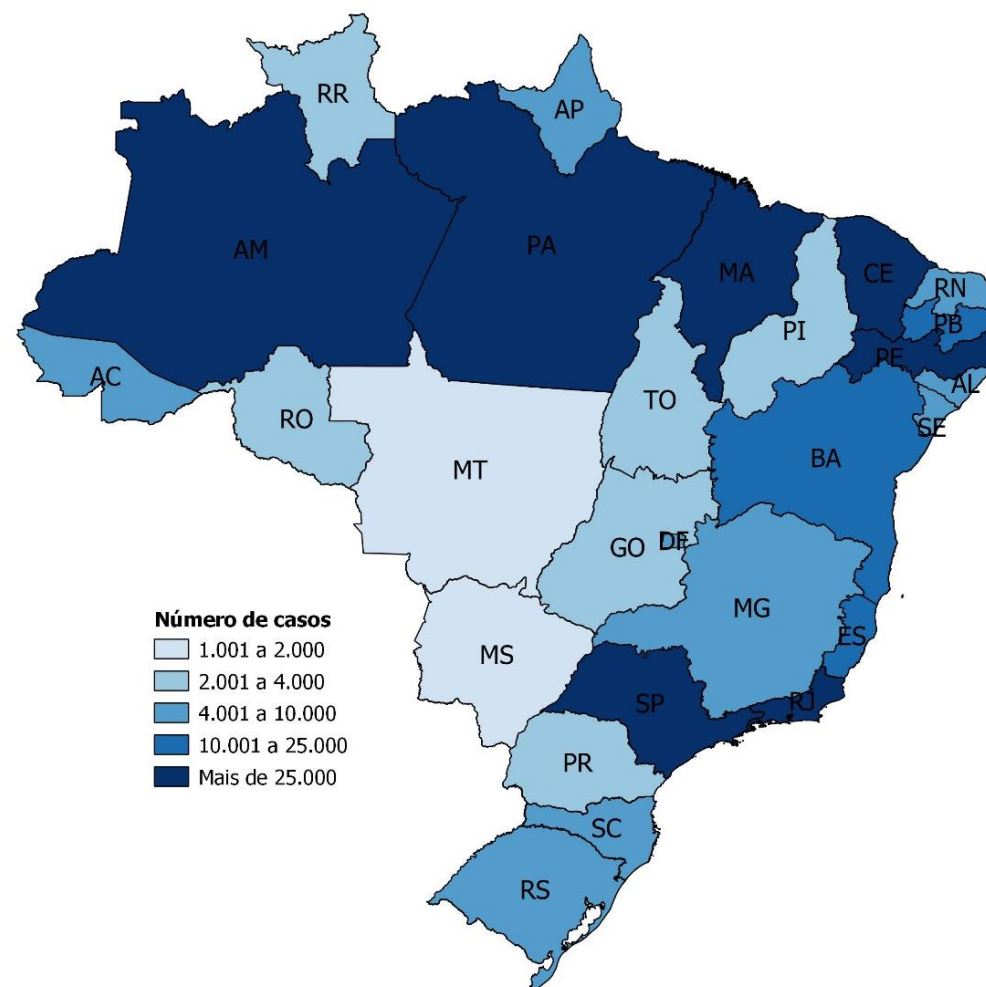 RR
AP
AM
PA
MA
CE
RN
PB
PI
PE
AC
AL
TO
RO
SE
BA
MT
GO
DF
MG
ES
MS
SP
RJ
PR
SC
RS
Número de casos
1.001 a 2.000
2.001 a 4.000
4.001 a 10.000
10.001 a 25.000
Mais de 25.000